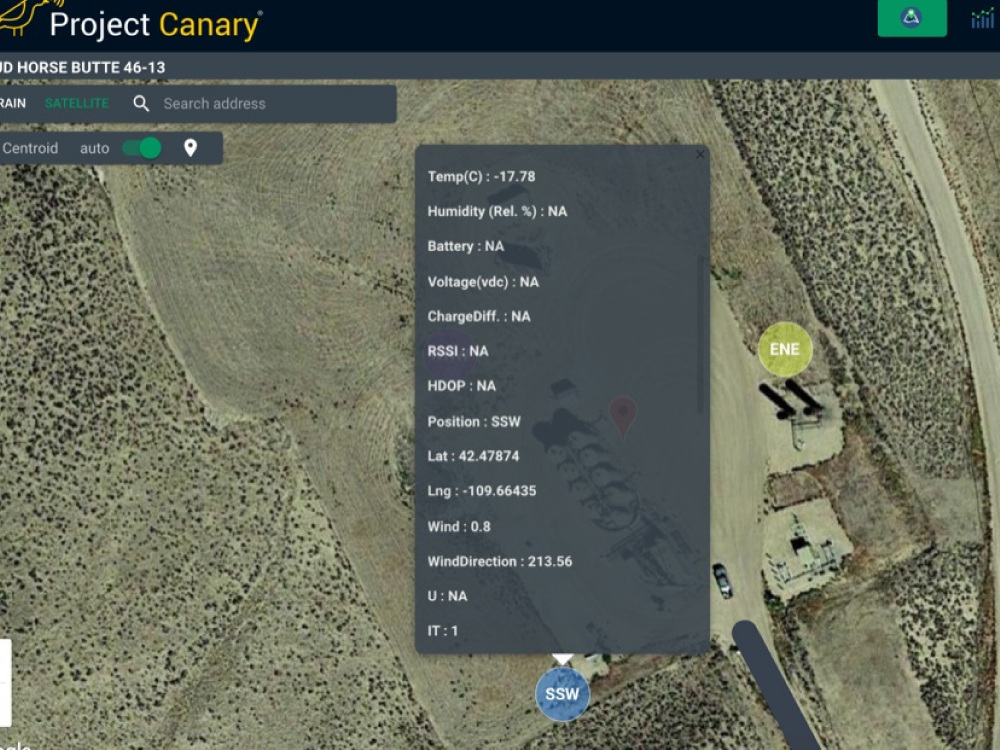 Project Canary
UD HORSE BUTTE 46-13
RAIN SATELLITE Search address
Centroid auto
×
Temp(C) : -17.78
Humidity (Rel. %) : NA
Battery : NA
Voltage(vdc) : NA
ChargeDiff. : NA
RSSI : NA
HDOP : NA
Position : SSW
Lat : 42.47874
Lng : -109.66435
Wind : 0.8
WindDirection : 213.56
U : NA
IT : 1
ENE
SSW